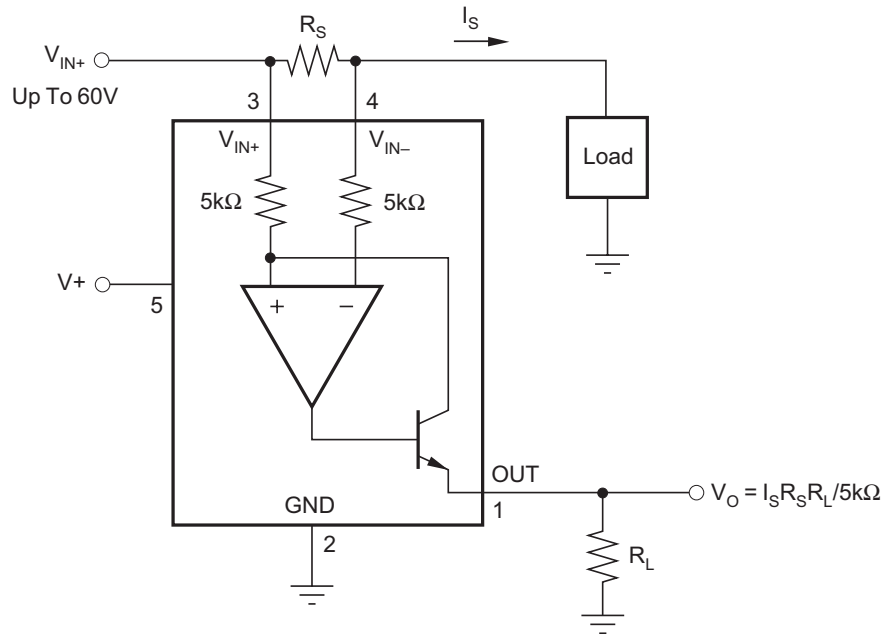 R_S
I_S
V_IN+
Up To 60V
3
4
V_IN+
V_IN–
Load
5kΩ
5kΩ
V+
5
+
–
OUT
V_O = I_SR_SR_L/5kΩ
GND
1
2
R_L